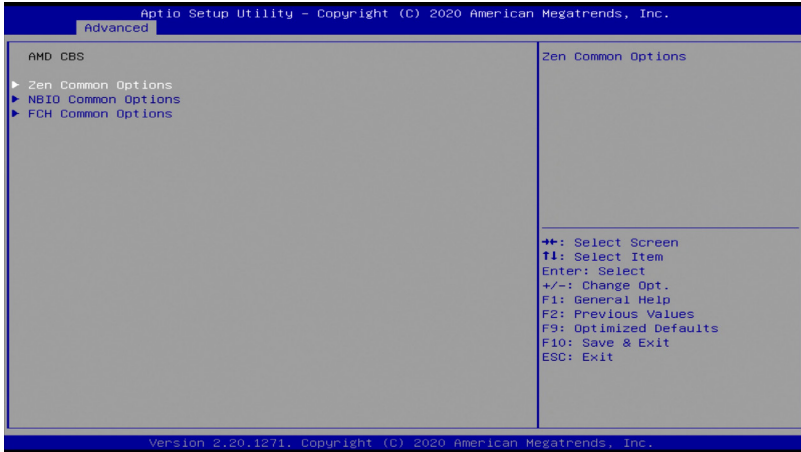 Aptio Setup Utility – Copyright (C) 2020 American Megatrends, Inc.
Advanced
AMD CBS
▶ Zen Common Options
▶ NBIO Common Options
▶ FCH Common Options
Zen Common Options
→←: Select Screen
↑↓: Select Item
Enter: Select
+/-: Change Opt.
F1: General Help
F2: Previous Values
F9: Optimized Defaults
F10: Save & Exit
ESC: Exit
Version 2.20.1271. Copyright (C) 2020 American Megatrends, Inc.